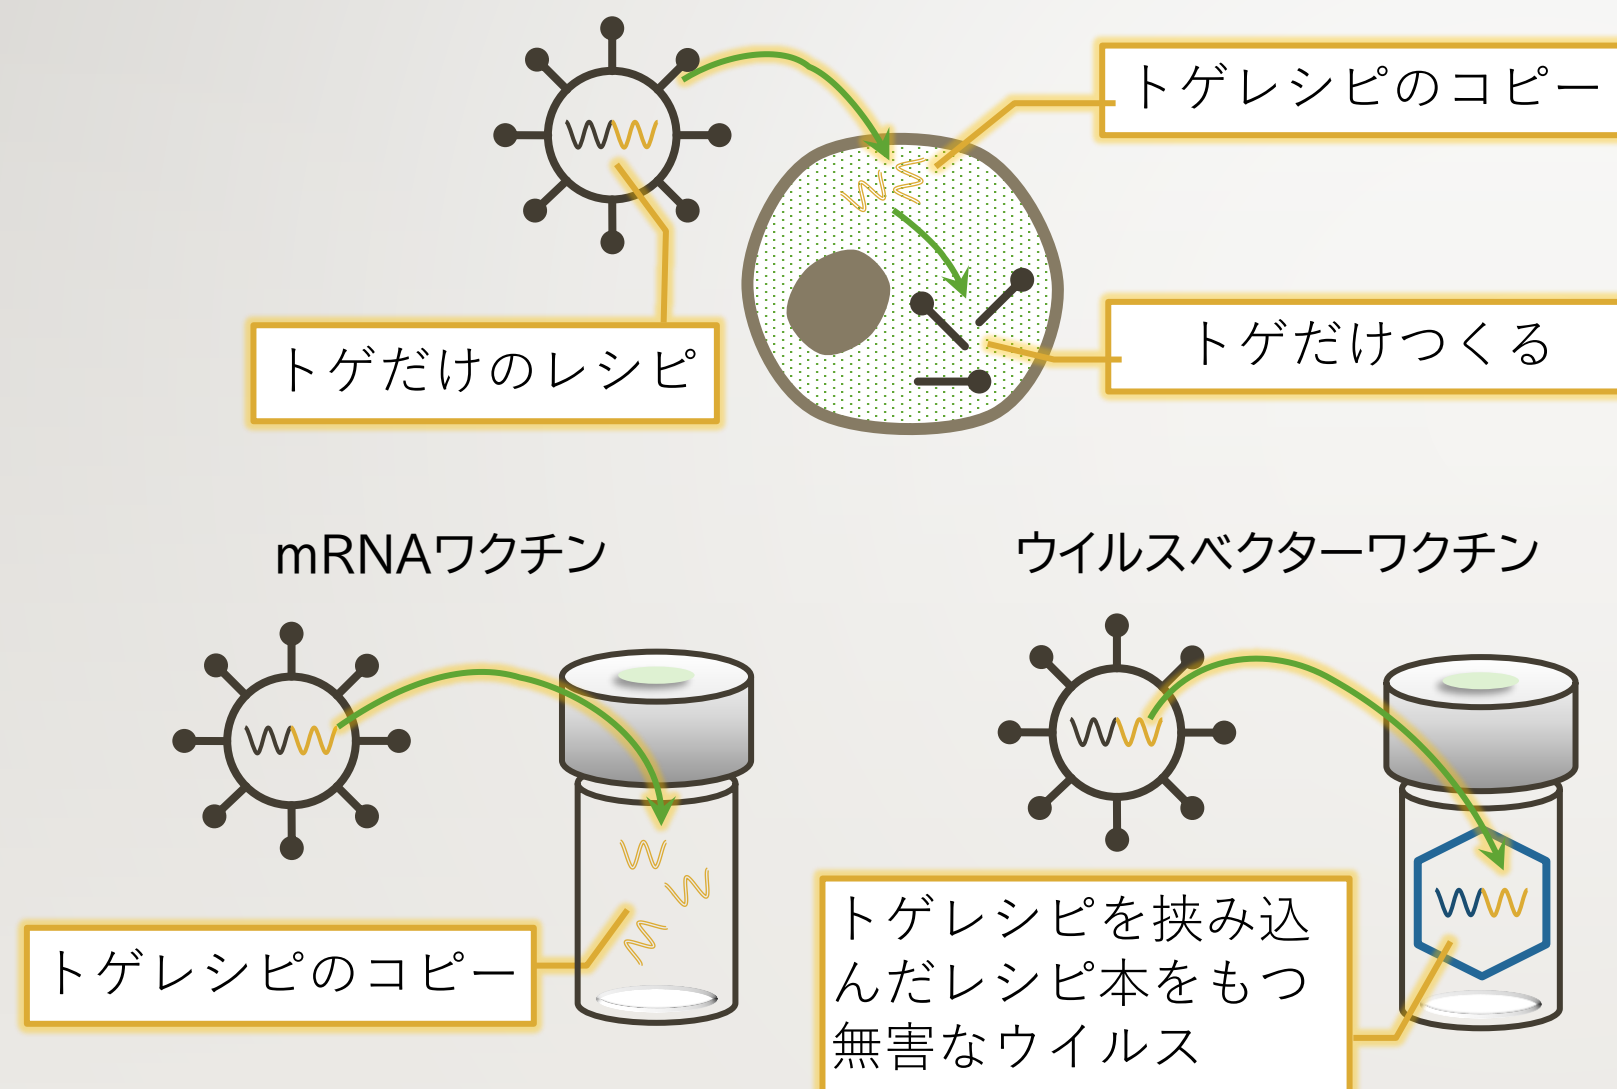 トゲレシピのコピー
トゲだけつくる
トゲだけのレシピ
mRNAワクチン
ウイルスベクターワクチン
トゲレシピのコピー
トゲレシピを挟み込
んだレシピ本をもつ
無害なウイルス